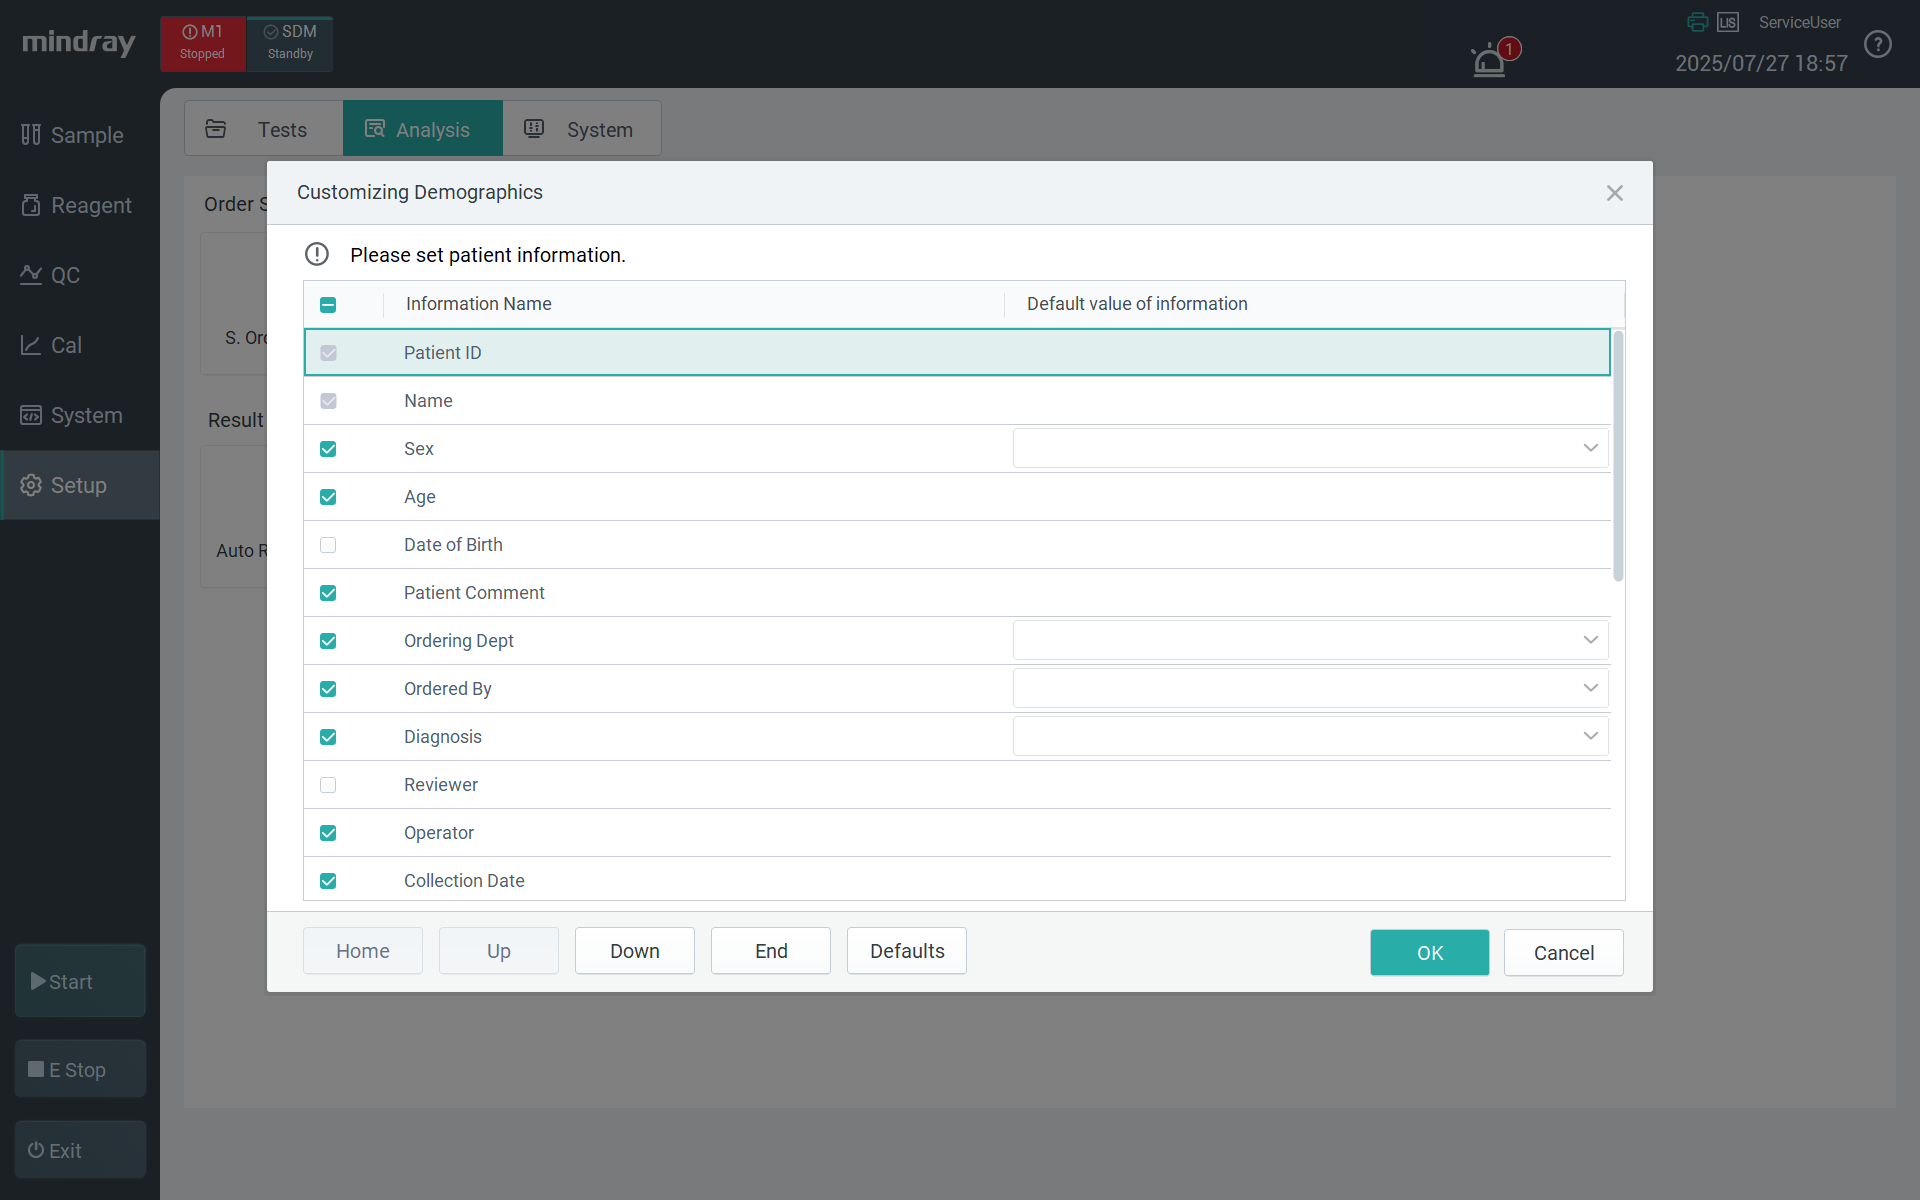 mindray
M1
Stopped
SDM
Standby
1
LIS
ServiceUser
2025/07/27 18:57
?
Sample
Reagent
QC
Cal
System
Setup
Start
E Stop
Exit
Tests
Analysis
System
Order S
S. Ord
Result
Auto R
Customizing Demographics
Please set patient information.
Information Name
Default value of information
Patient ID
Name
Sex
Age
Date of Birth
Patient Comment
Ordering Dept
Ordered By
Diagnosis
Reviewer
Operator
Collection Date
Home
Up
Down
End
Defaults
OK
Cancel